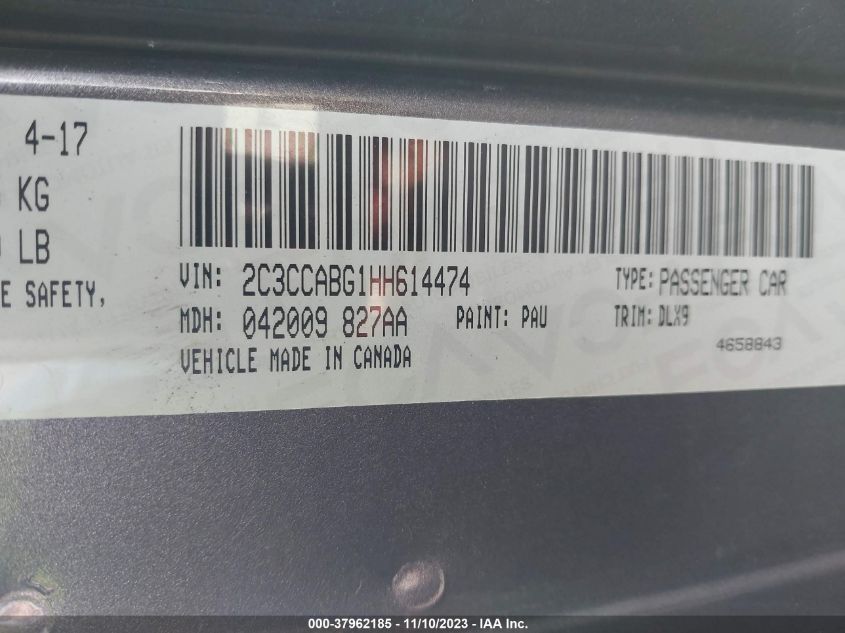 4-17
KG
LB
E SAFETY,
VIN: 2C3CCABG1HH614474 TYPE: PASSENGER CAR
MDH: 042009 827AA PAINT: PAU TRIM: DLX9
VEHICLE MADE IN CANADA 4658843
000-37962185 - 11/10/2023 - IAA Inc.